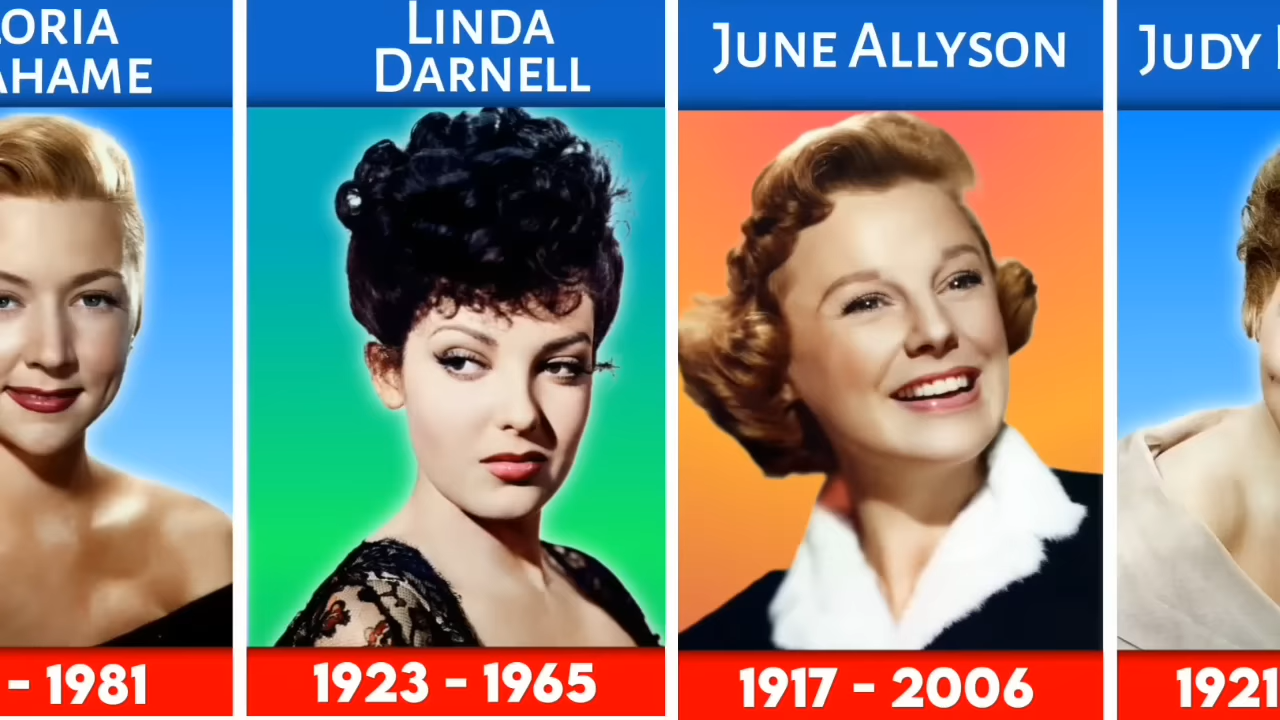 ORIA
AHAME
- 1981
LINDA
DARNELL
1923 - 1965
JUNE ALLYSON
1917 - 2006
JUDY
1921